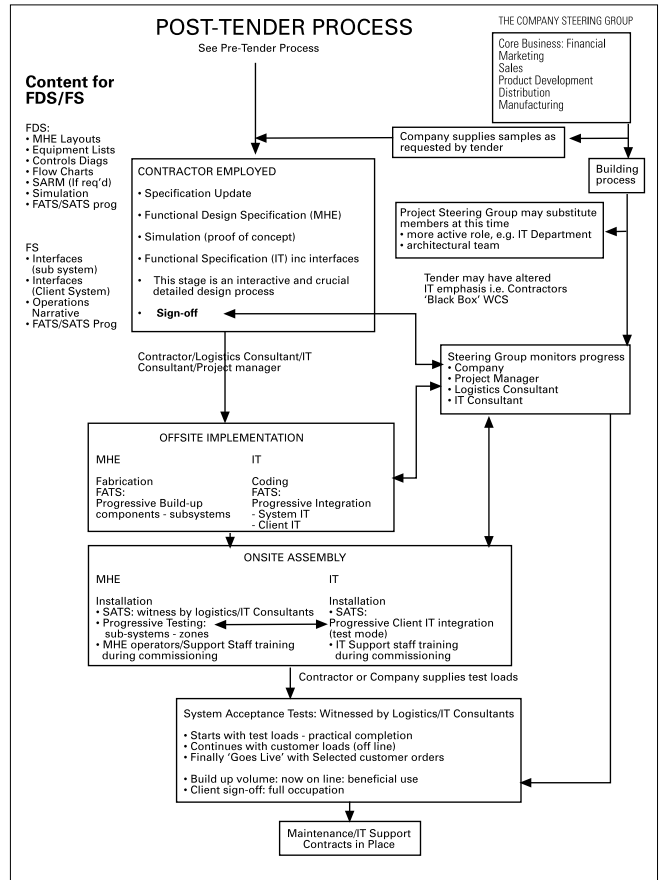 POST-TENDER PROCESS
See Pre-Tender Process
THE COMPANY STEERING GROUP
Core Business: Financial
Marketing
Sales
Product Development
Distribution
Manufacturing
Content for
FDS/FS
FDS:
• MHE Layouts
• Equipment Lists
• Controls Diags
• Flow Charts
• SARM (If req'd)
• Simulation
• FATS/SATS prog
FS
• Interfaces
(sub system)
• Interfaces
(Client System)
• Operations
Narrative
• FATS/SATS Prog
Company supplies samples as
requested by tender
Building
process
CONTRACTOR EMPLOYED
• Specification Update
• Functional Design Specification (MHE)
• Simulation (proof of concept)
• Functional Specification (IT) inc interfaces
• This stage is an interactive and crucial
detailed design process
• Sign-off
Project Steering Group may substitute
members at this time
• more active role, e.g. IT Department
• architectural team
Tender may have altered
IT emphasis i.e. Contractors
'Black Box' WCS
Contractor/Logistics Consultant/IT
Consultant/Project manager
Steering Group monitors progress
• Company
• Project Manager
• Logistics Consultant
• IT Consultant
OFFSITE IMPLEMENTATION
MHE
Fabrication
FATS:
Progressive Build-up
components - subsystems
IT
Coding
FATS:
Progressive Integration
- System IT
- Client IT
ONSITE ASSEMBLY
MHE
Installation
• SATS: witness by logistics/IT Consultants
• Progressive Testing:
sub-systems - zones
• MHE operators/Support Staff training
during commissioning
IT
Installation
• SATS:
Progressive Client IT integration
(test mode)
• IT Support staff training
during commissioning
Contractor or Company supplies test loads
System Acceptance Tests: Witnessed by Logistics/IT Consultants
• Starts with test loads - practical completion
• Continues with customer loads (off line)
• Finally 'Goes Live' with Selected customer orders
• Build up volume: now on line: beneficial use
• Client sign-off: full occupation
Maintenance/IT Support
Contracts in Place